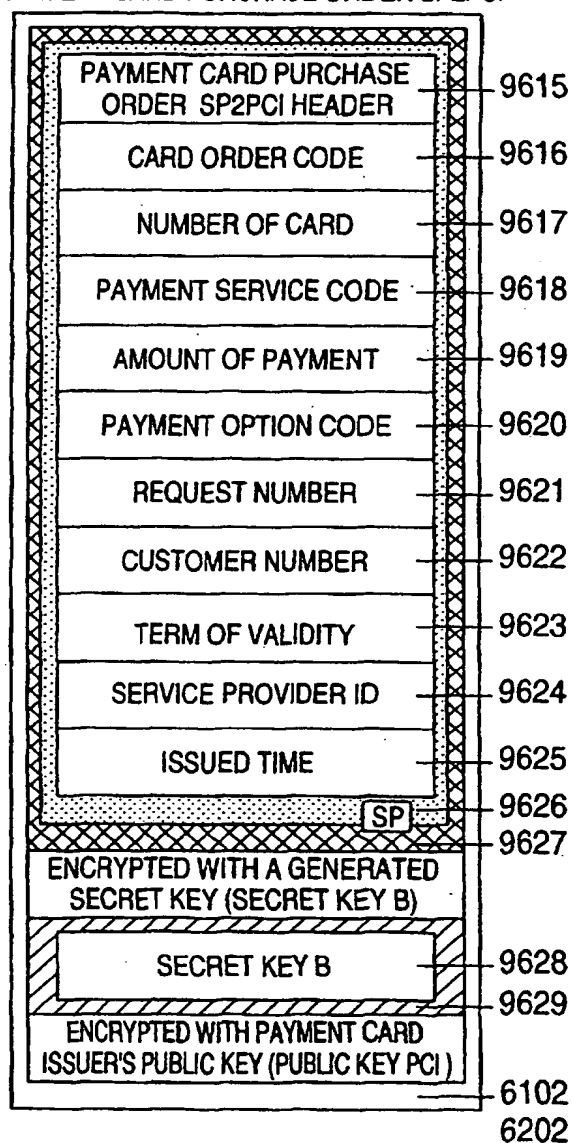 PAYMENT CARD PURCHASE 9615
ORDER SP2PCI HEADER
CARD ORDER CODE 9616
NUMBER OF CARD 9617
PAYMENT SERVICE CODE 9618
AMOUNT OF PAYMENT 9619
PAYMENT OPTION CODE 9620
REQUEST NUMBER 9621
CUSTOMER NUMBER 9622
TERM OF VALIDITY 9623
SERVICE PROVIDER ID 9624
ISSUED TIME 9625
SP 9626
9627
ENCRYPTED WITH A GENERATED
SECRET KEY (SECRET KEY B)
SECRET KEY B 9628
9629
ENCRYPTED WITH PAYMENT CARD
ISSUER'S PUBLIC KEY (PUBLIC KEY PCI)
6102
6202